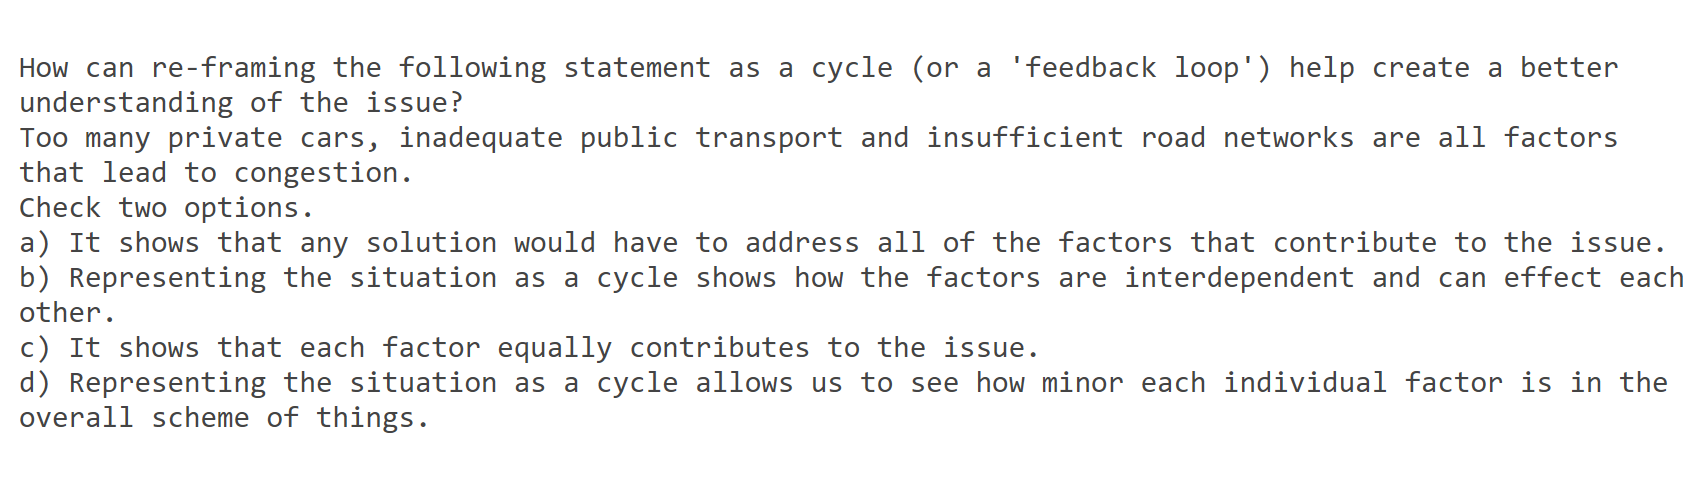 How can re-framing the following statement as a cycle (or a 'feedback loop') help create a better
understanding of the issue?
Too many private cars, inadequate public transport and insufficient road networks are all factors
that lead to congestion.
Check two options.
a) It shows that any solution would have to address all of the factors that contribute to the issue.
b) Representing the situation as a cycle shows how the factors are interdependent and can effect each
other.
c) It shows that each factor equally contributes to the issue.
d) Representing the situation as a cycle allows us to see how minor each individual factor is in the
overall scheme of things.